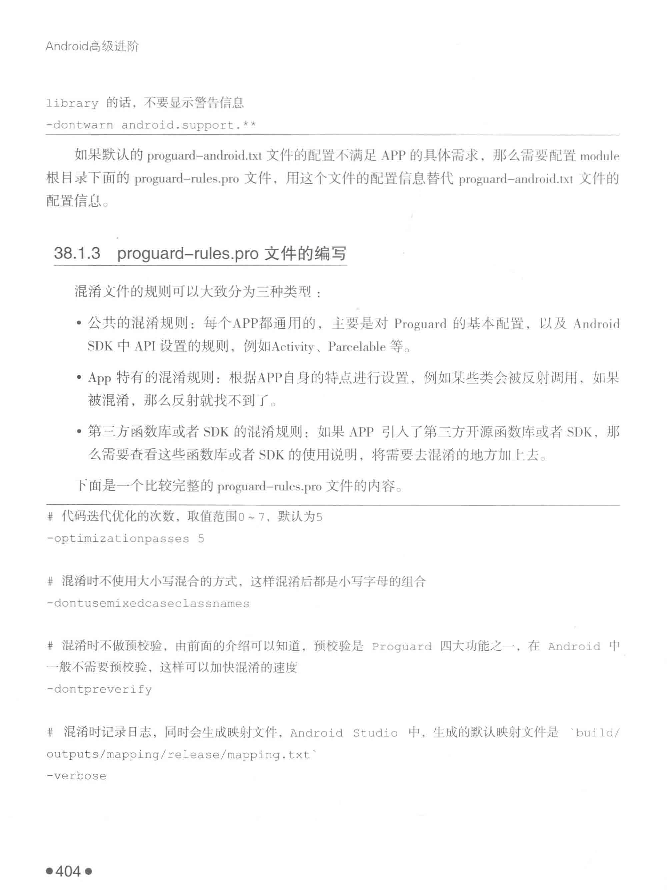 Android高级进阶
library 的话，不要显示警告信息
-dontwarn android.support.**
如果默认的 proguard-android.txt 文件的配置不满足 APP 的具体需求，那么需要配置 module
根目录下面的 proguard-rules.pro 文件，用这个文件的配置信息替代 proguard-android.txt 文件的
配置信息。
38.1.3 proguard-rules.pro 文件的编写
混淆文件的规则可以大致分为三种类型：
• 公共的混淆规则：每个APP都通用的，主要是对 Proguard 的基本配置，以及 Android
SDK 中 API 设置的规则，例如Activity、Parcelable 等。
• App 特有的混淆规则：根据APP自身的特点进行设置，例如某些类会被反射调用，如果
被混淆，那么反射就找不到了。
• 第三方函数库或者 SDK 的混淆规则：如果 APP 引入了第三方开源函数库或者 SDK，那
么需要查看这些函数库或者 SDK 的使用说明，将需要去混淆的地方加上去。
下面是一个比较完整的 proguard-rules.pro 文件的内容。
# 代码迭代优化的次数，取值范围0～7，默认为5
-optimizationpasses 5
# 混淆时不使用大小写混合的方式，这样混淆后都是小写字母的组合
-dontusemixedcaseclassnames
# 混淆时不做预校验，由前面的介绍可以知道，预校验是 Proguard 四大功能之一，在 Android 中
一般不需要预校验，这样可以加快混淆的速度
-dontpreverify
# 混淆时记录日志，同时会生成映射文件，Android Studio 中，生成的默认映射文件是 `build/
outputs/mapping/release/mapping.txt`
-verbose
●404●